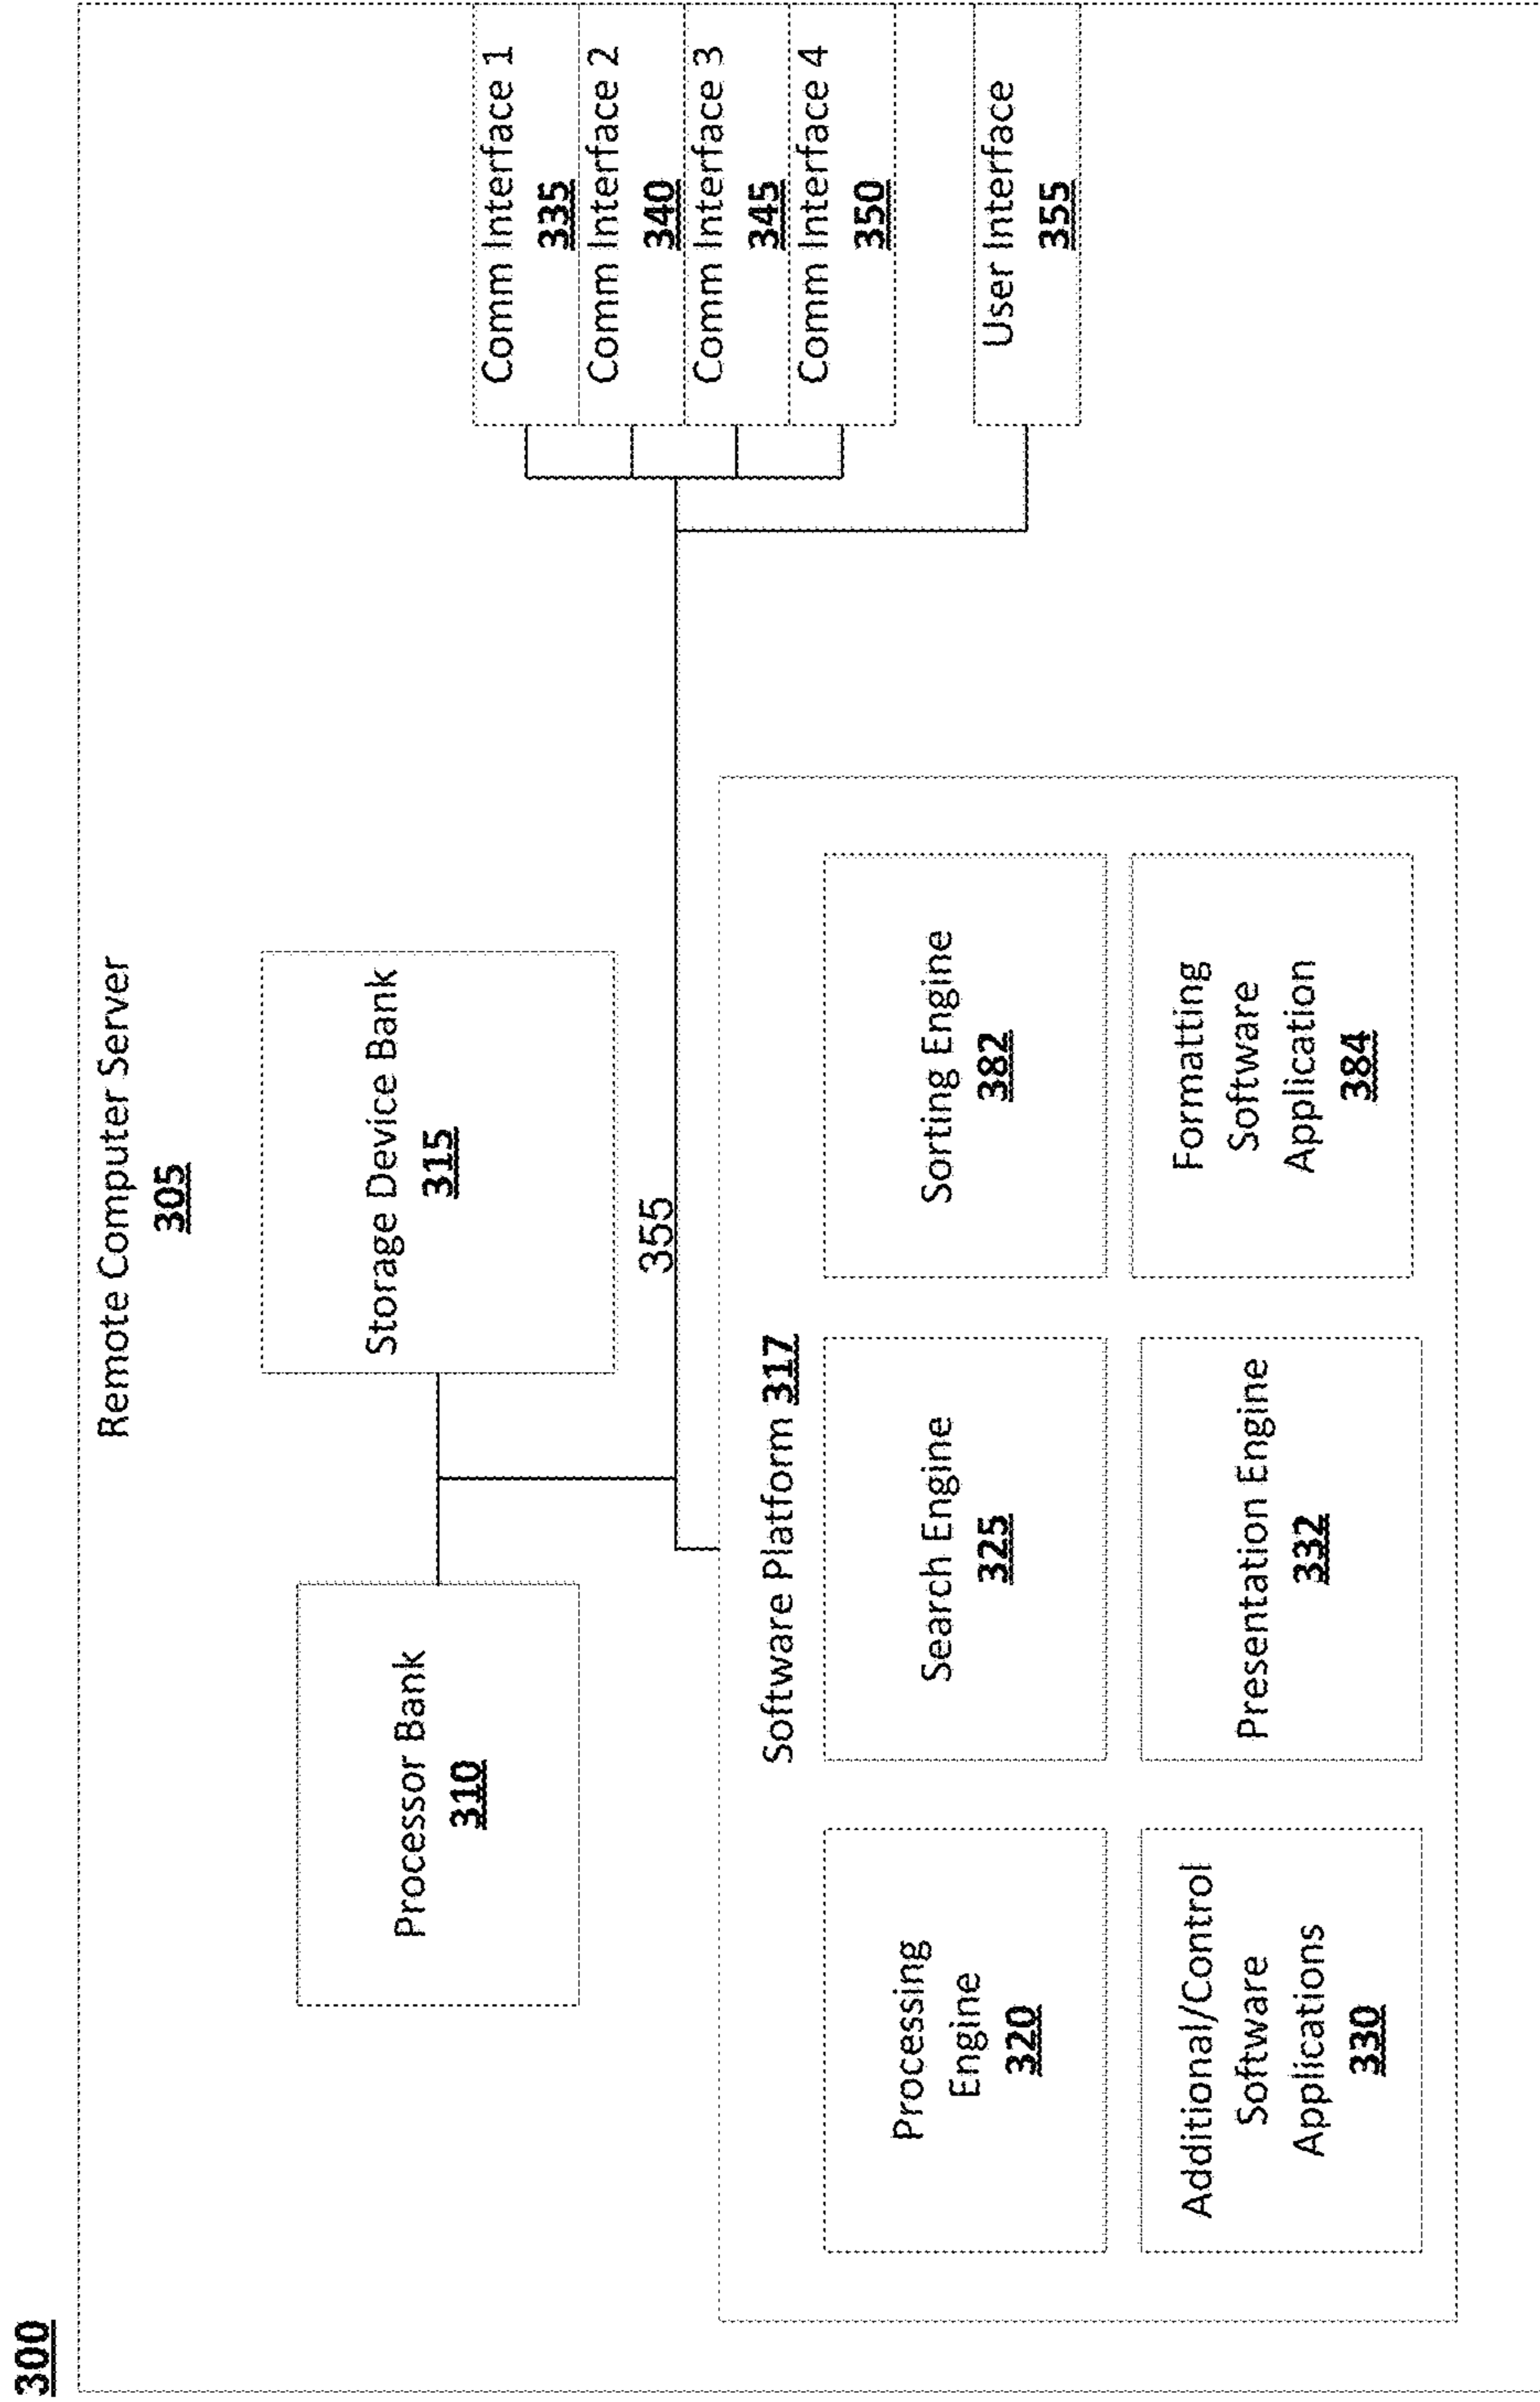 300
Remote Computer Server
305
Processor Bank
310
Storage Device Bank
315
355
Comm Interface 1
335
Comm Interface 2
340
Comm Interface 3
345
Comm Interface 4
350
User Interface
355
Software Platform 317
Processing
Engine
320
Search Engine
325
Sorting Engine
382
Additional/Control
Software
Applications
330
Presentation Engine
332
Formatting
Software
Application
384